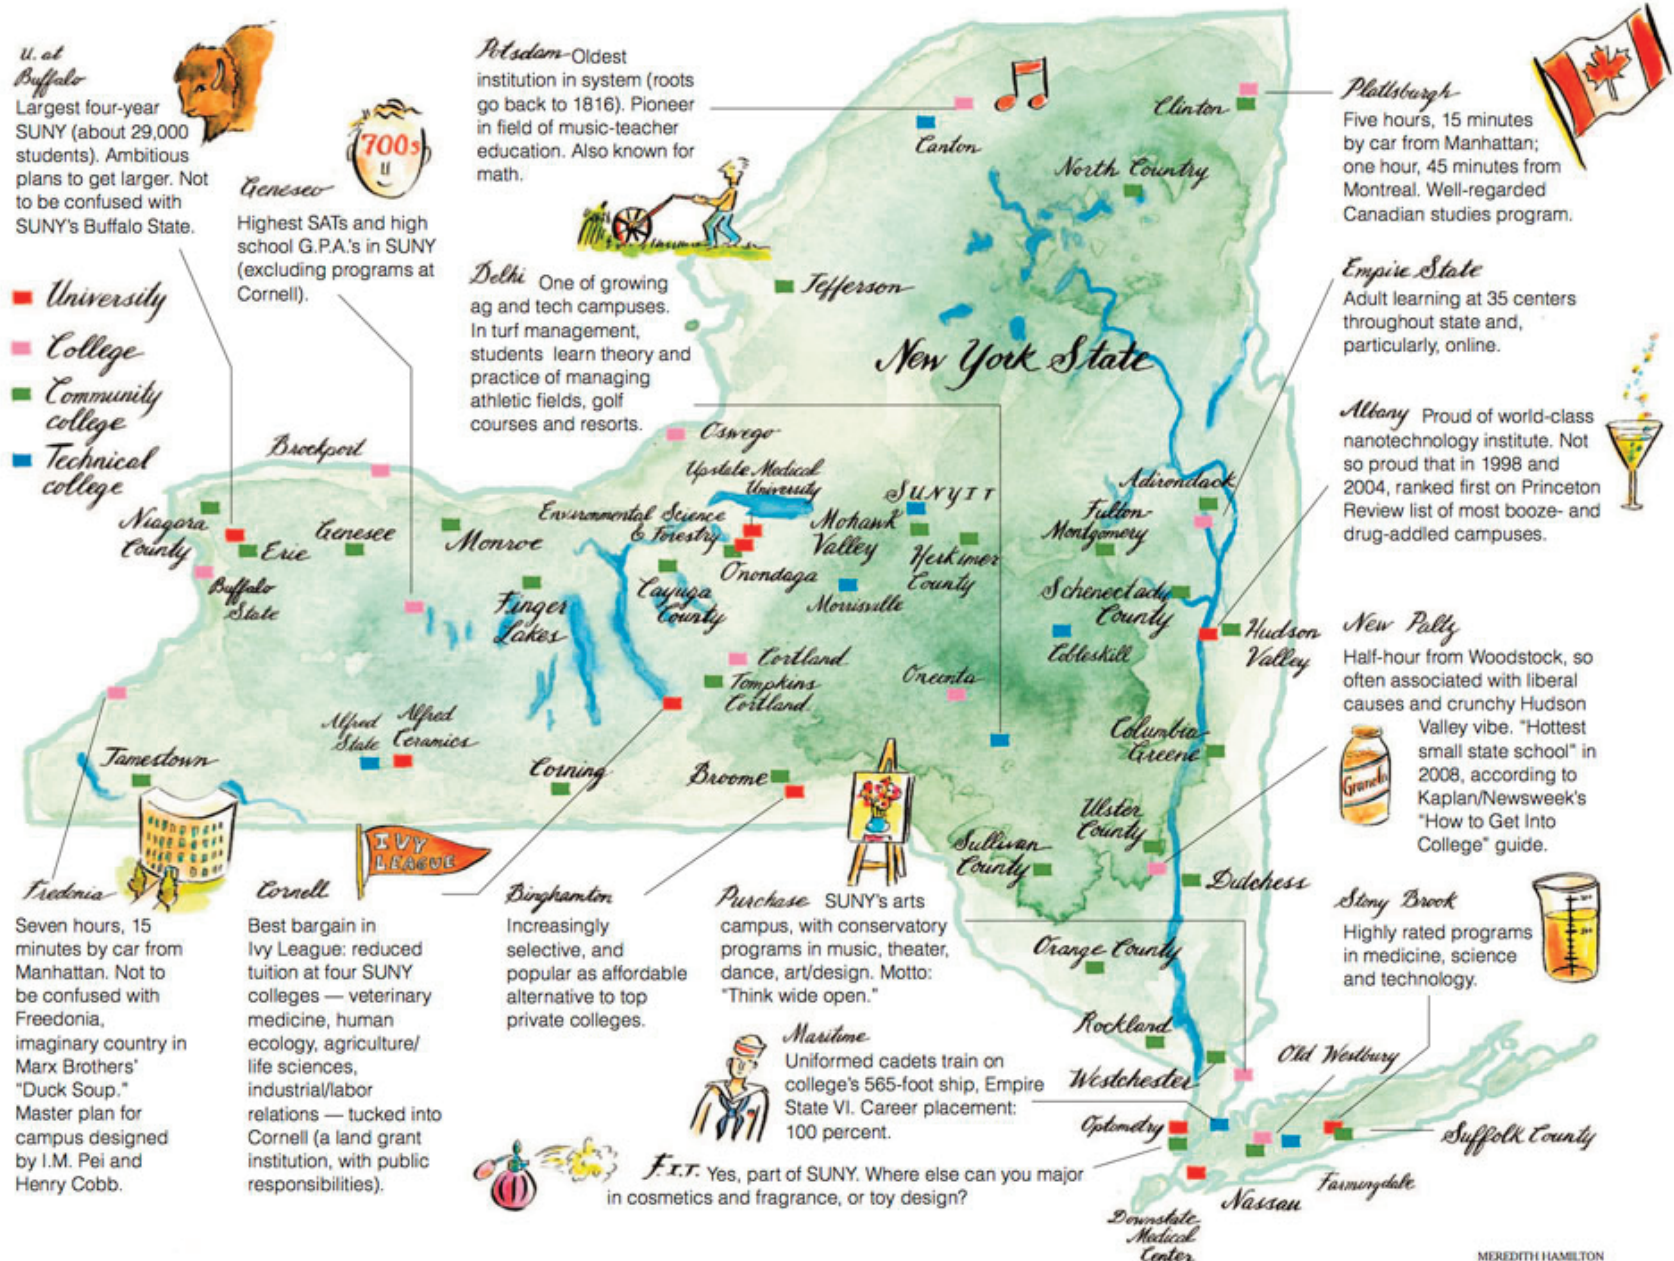 U. at
Buffalo
Largest four-year
SUNY (about 29,000
students). Ambitious
plans to get larger. Not
to be confused with
SUNY's Buffalo State.
700s
Geneseo
Highest SATs and high
school G.P.A.'s in SUNY
(excluding programs at
Cornell).
Potsdam Oldest
institution in system (roots
go back to 1816). Pioneer
in field of music-teacher
education. Also known for
math.
Delhi One of growing
ag and tech campuses.
In turf management,
students learn theory and
practice of managing
athletic fields, golf
courses and resorts.
Plattsburgh
Five hours, 15 minutes
by car from Manhattan;
one hour, 45 minutes from
Montreal. Well-regarded
Canadian studies program.
Empire State
Adult learning at 35 centers
throughout state and,
particularly, online.
Albany Proud of world-class
nanotechnology institute. Not
so proud that in 1998 and
2004, ranked first on Princeton
Review list of most booze- and
drug-addled campuses.
New Paltz
Half-hour from Woodstock, so
often associated with liberal
causes and crunchy Hudson
Valley vibe. "Hottest
small state school" in
2008, according to
Kaplan/Newsweek's
"How to Get Into
College" guide.
Granola
Stony Brook
Highly rated programs
in medicine, science
and technology.
University
College
Community
college
Technical
college
New York State
Canton
Clinton
North Country
Jefferson
Oswego
Upstate Medical
University
Environmental Science
& Forestry
Onondaga
SUNYIT
Mohawk
Valley
Herkimer
County
Morrisville
Adirondack
Fulton-
Montgomery
Schenectady
County
Cobleskill
Hudson
Valley
Brockport
Niagara
County
Erie
Genesee
Monroe
Buffalo
State
Finger
Lakes
Cayuga
County
Cortland
Tompkins
Cortland
Oneonta
Columbia-
Greene
Alfred
State
Alfred
Ceramics
Jamestown
Corning
Broome
Ulster
County
Sullivan
County
Dutchess
Orange County
Rockland
Westchester
Old Westbury
Optometry
Suffolk County
Farmingdale
Nassau
Downstate
Medical
Center
Fredonia
Seven hours, 15
minutes by car from
Manhattan. Not to
be confused with
Freedonia,
imaginary country in
Marx Brothers'
"Duck Soup."
Master plan for
campus designed
by I.M. Pei and
Henry Cobb.
IVY
LEAGUE
Cornell
Best bargain in
Ivy League: reduced
tuition at four SUNY
colleges — veterinary
medicine, human
ecology, agriculture/
life sciences,
industrial/labor
relations — tucked into
Cornell (a land grant
institution, with public
responsibilities).
Binghamton
Increasingly
selective, and
popular as affordable
alternative to top
private colleges.
Purchase SUNY's arts
campus, with conservatory
programs in music, theater,
dance, art/design. Motto:
"Think wide open."
Maritime
Uniformed cadets train on
college's 565-foot ship, Empire
State VI. Career placement:
100 percent.
F.I.T. Yes, part of SUNY. Where else can you major
in cosmetics and fragrance, or toy design?
MEREDITH HAMILTON